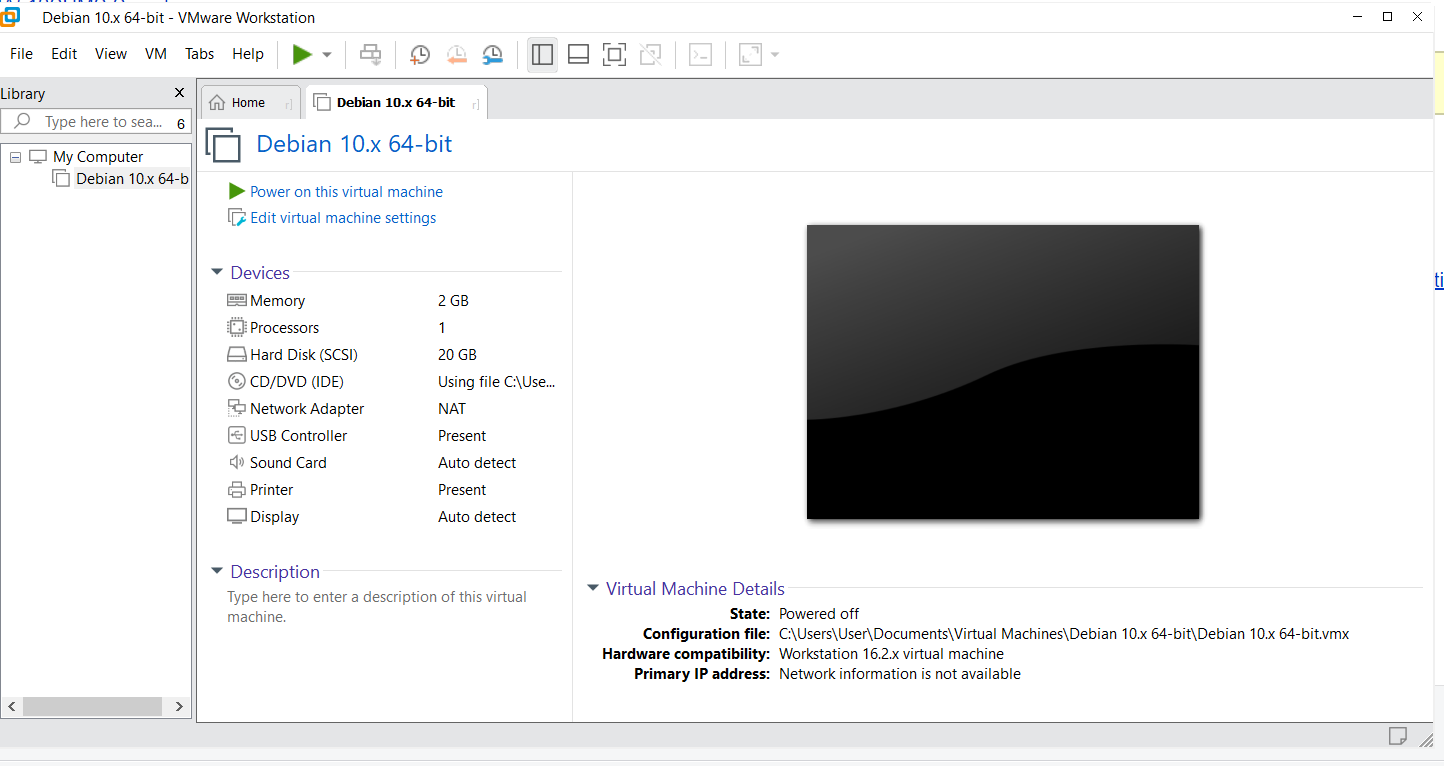 Debian 10.x 64-bit - VMware Workstation
File Edit View VM Tabs Help
Library
Type here to sea... 6
My Computer
Debian 10.x 64-b
Home
Debian 10.x 64-bit
Debian 10.x 64-bit
Power on this virtual machine
Edit virtual machine settings
Devices
Memory 2 GB
Processors 1
Hard Disk (SCSI) 20 GB
CD/DVD (IDE) Using file C:\Use...
Network Adapter NAT
USB Controller Present
Sound Card Auto detect
Printer Present
Display Auto detect
Description
Type here to enter a description of this virtual
machine.
Virtual Machine Details
State: Powered off
Configuration file: C:\Users\User\Documents\Virtual Machines\Debian 10.x 64-bit\Debian 10.x 64-bit.vmx
Hardware compatibility: Workstation 16.2.x virtual machine
Primary IP address: Network information is not available
ti